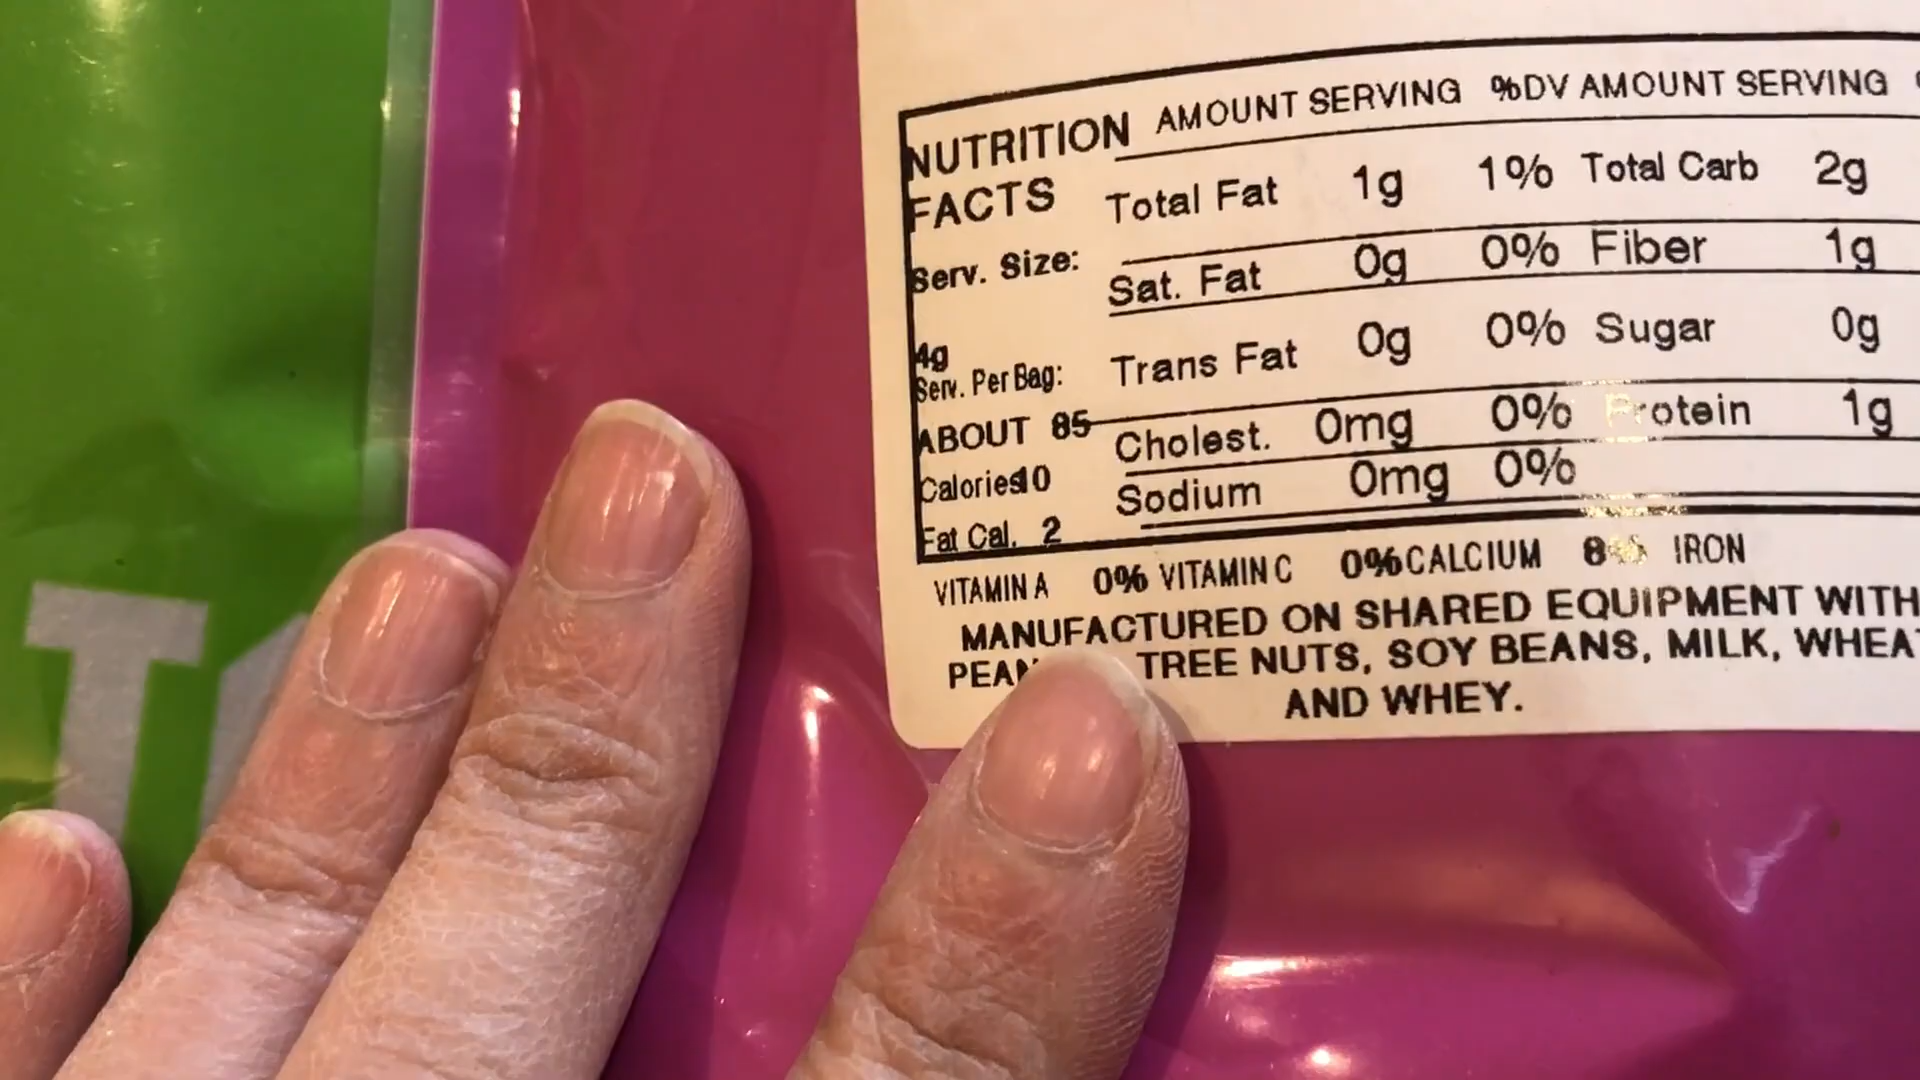 NUTRITION FACTS
AMOUNT SERVING %DV AMOUNT SERVING
Total Fat 1g 1% Total Carb 2g
Serv. Size: 4g
Sat. Fat 0g 0% Fiber 1g
Serv. Per Bag: ABOUT 85
Trans Fat 0g 0% Sugar 0g
Cholest. 0mg 0% Protein 1g
Calories 10
Sodium 0mg 0%
Fat Cal. 2
VITAMIN A 0% VITAMIN C 0% CALCIUM IRON
MANUFACTURED ON SHARED EQUIPMENT WITH
TREE NUTS, SOY BEANS, MILK,
AND WHEY.